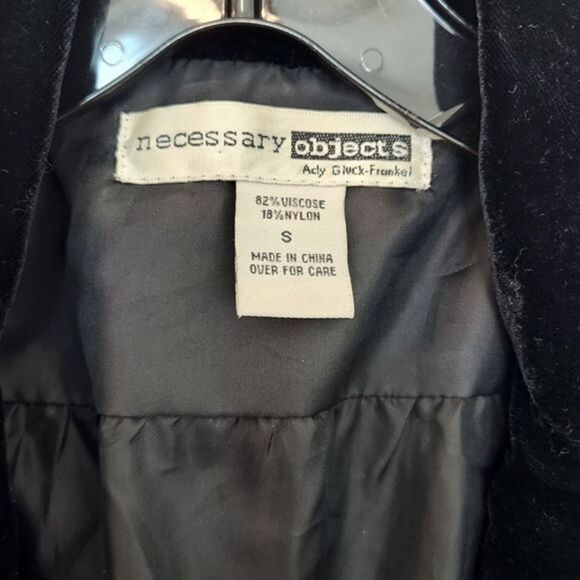 necessary objects
Ady Gluck-Frankel
82% VISCOSE
18% NYLON
S
MADE IN CHINA
OVER FOR CARE